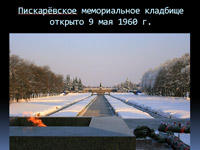 Пискарёвское мемориальное кладбище
открыто 9 мая 1960 г.